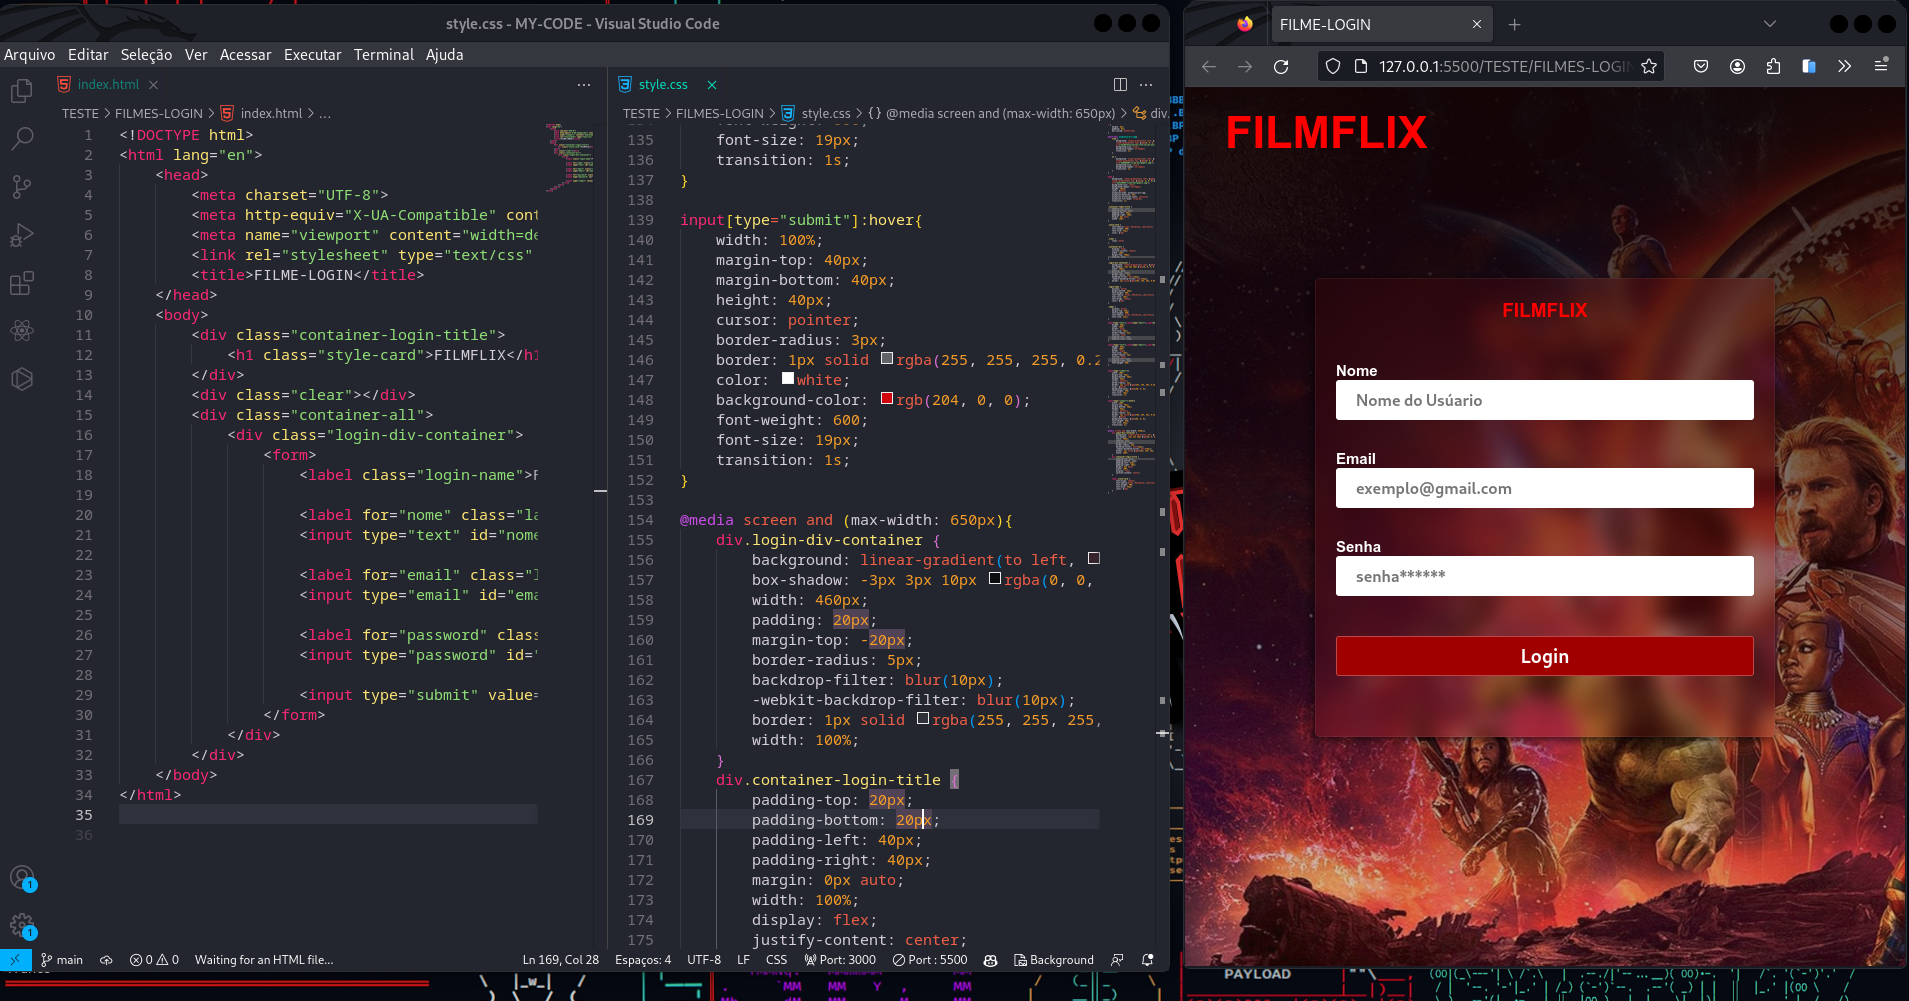 style.css - MY-CODE - Visual Studio Code
Arquivo Editar Seleção Ver Acessar Executar Terminal Ajuda
index.html
TESTE > FILMES-LOGIN > index.html > ...
1 <!DOCTYPE html>
2 <html lang="en">
3 <head>
4 <meta charset="UTF-8">
5 <meta http-equiv="X-UA-Compatible" cont
6 <meta name="viewport" content="width=de
7 <link rel="stylesheet" type="text/css"
8 <title>FILME-LOGIN</title>
9 </head>
10 <body>
11 <div class="container-login-title">
12 <h1 class="style-card">FILMFLIX</h1
13 </div>
14 <div class="clear"></div>
15 <div class="container-all">
16 <div class="login-div-container">
17 <form>
18 <label class="login-name">F
19
20 <label for="nome" class="la
21 <input type="text" id="nome
22
23 <label for="email" class="l
24 <input type="email" id="ema
25
26 <label for="password" class
27 <input type="password" id="
28
29 <input type="submit" value=
30 </form>
31 </div>
32 </div>
33 </body>
34 </html>
35
36
style.css
TESTE > FILMES-LOGIN > style.css > {} @media screen and (max-width: 650px) > div.
135 font-size: 19px;
136 transition: 1s;
137 }
138
139 input[type="submit"]:hover{
140 width: 100%;
141 margin-top: 40px;
142 margin-bottom: 40px;
143 height: 40px;
144 cursor: pointer;
145 border-radius: 3px;
146 border: 1px solid rgba(255, 255, 255, 0.2
147 color: white;
148 background-color: rgb(204, 0, 0);
149 font-weight: 600;
150 font-size: 19px;
151 transition: 1s;
152 }
153
154 @media screen and (max-width: 650px){
155 div.login-div-container {
156 background: linear-gradient(to left,
157 box-shadow: -3px 3px 10px rgba(0, 0,
158 width: 460px;
159 padding: 20px;
160 margin-top: -20px;
161 border-radius: 5px;
162 backdrop-filter: blur(10px);
163 -webkit-backdrop-filter: blur(10px);
164 border: 1px solid rgba(255, 255, 255,
165 width: 100%;
166 }
167 div.container-login-title {
168 padding-top: 20px;
169 padding-bottom: 20px;
170 padding-left: 40px;
171 padding-right: 40px;
172 margin: 0px auto;
173 width: 100%;
174 display: flex;
175 justify-content: center;
1
1
main 0 0 Waiting for an HTML file... Ln 169, Col 28 Espaços: 4 UTF-8 LF CSS Port: 3000 Port : 5500 Background
FILME-LOGIN
127.0.0.1:5500/TESTE/FILMES-LOGIN
FILMFLIX
FILMFLIX
Nome
Nome do Usúario
Email
exemplo@gmail.com
Senha
senha******
Login
PAYLOAD